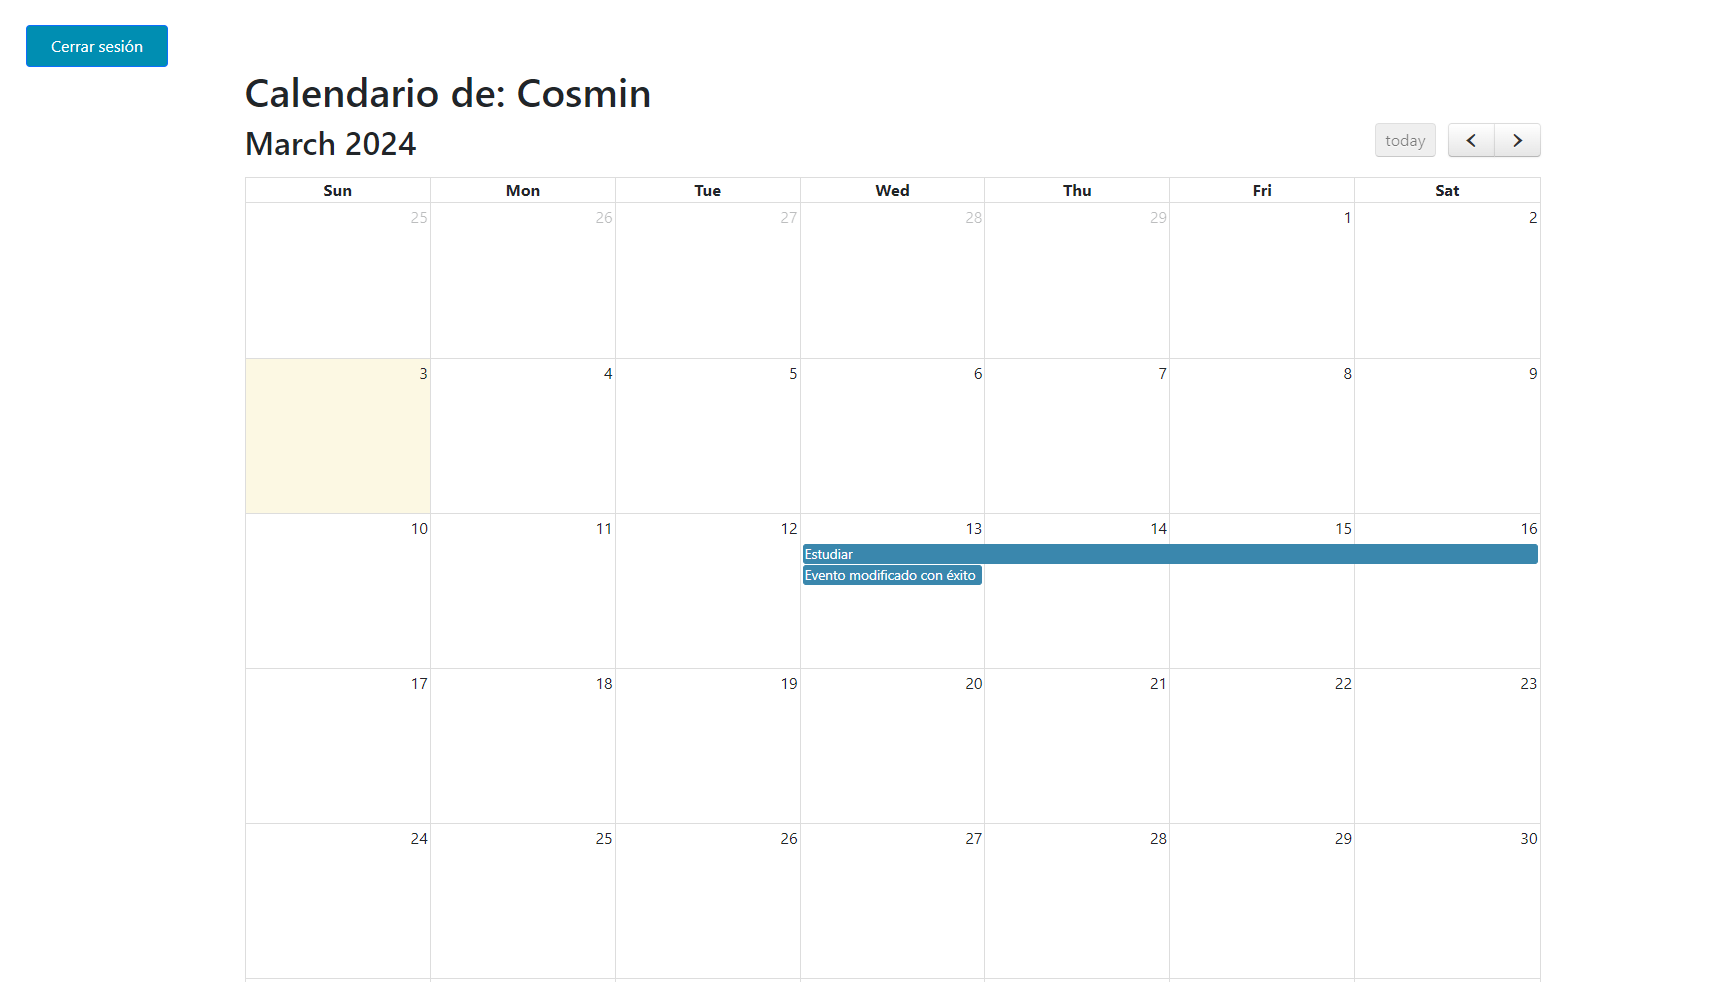 Cerrar sesión
Calendario de: Cosmin
March 2024
today
Sun Mon Tue Wed Thu Fri Sat
25 26 27 28 29 1 2
3 4 5 6 7 8 9
10 11 12 13 14 15 16
Estudiar
Evento modificado con éxito
17 18 19 20 21 22 23
24 25 26 27 28 29 30